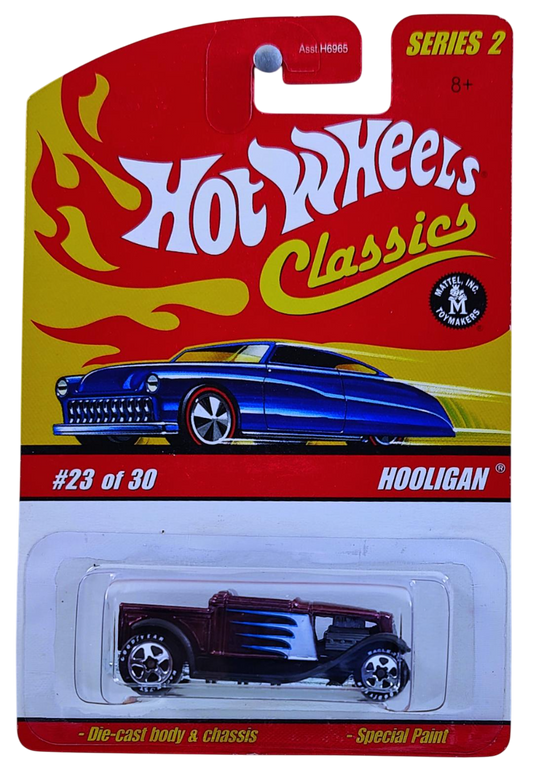 Asst.H6965
SERIES 2
8+
HOT WHEELS
Classics
MATTEL, INC.
M
TOYMAKERS
®
#23 of 30
HOOLIGAN ®
GOODYEAR
- Die-cast body & chassis
- Special Paint